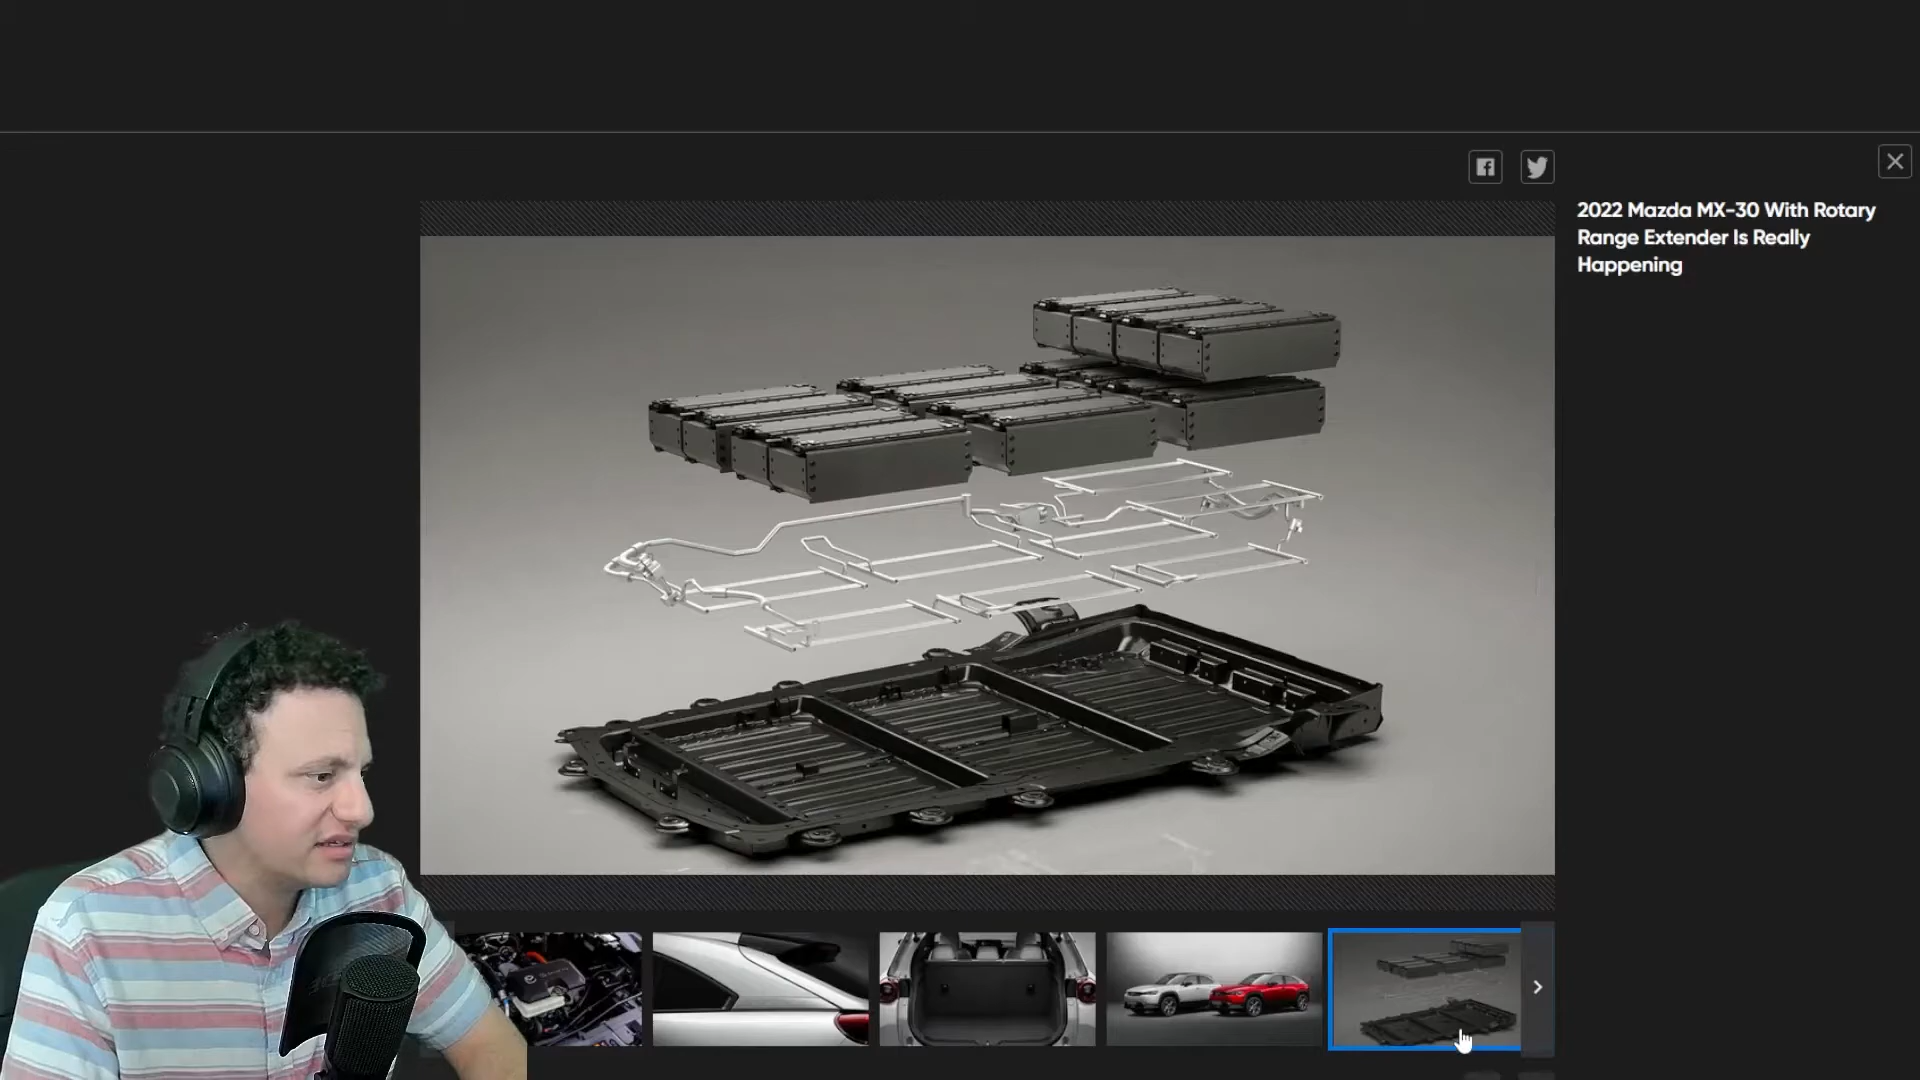 2022 Mazda MX-30 With Rotary
Range Extender Is Really
Happening